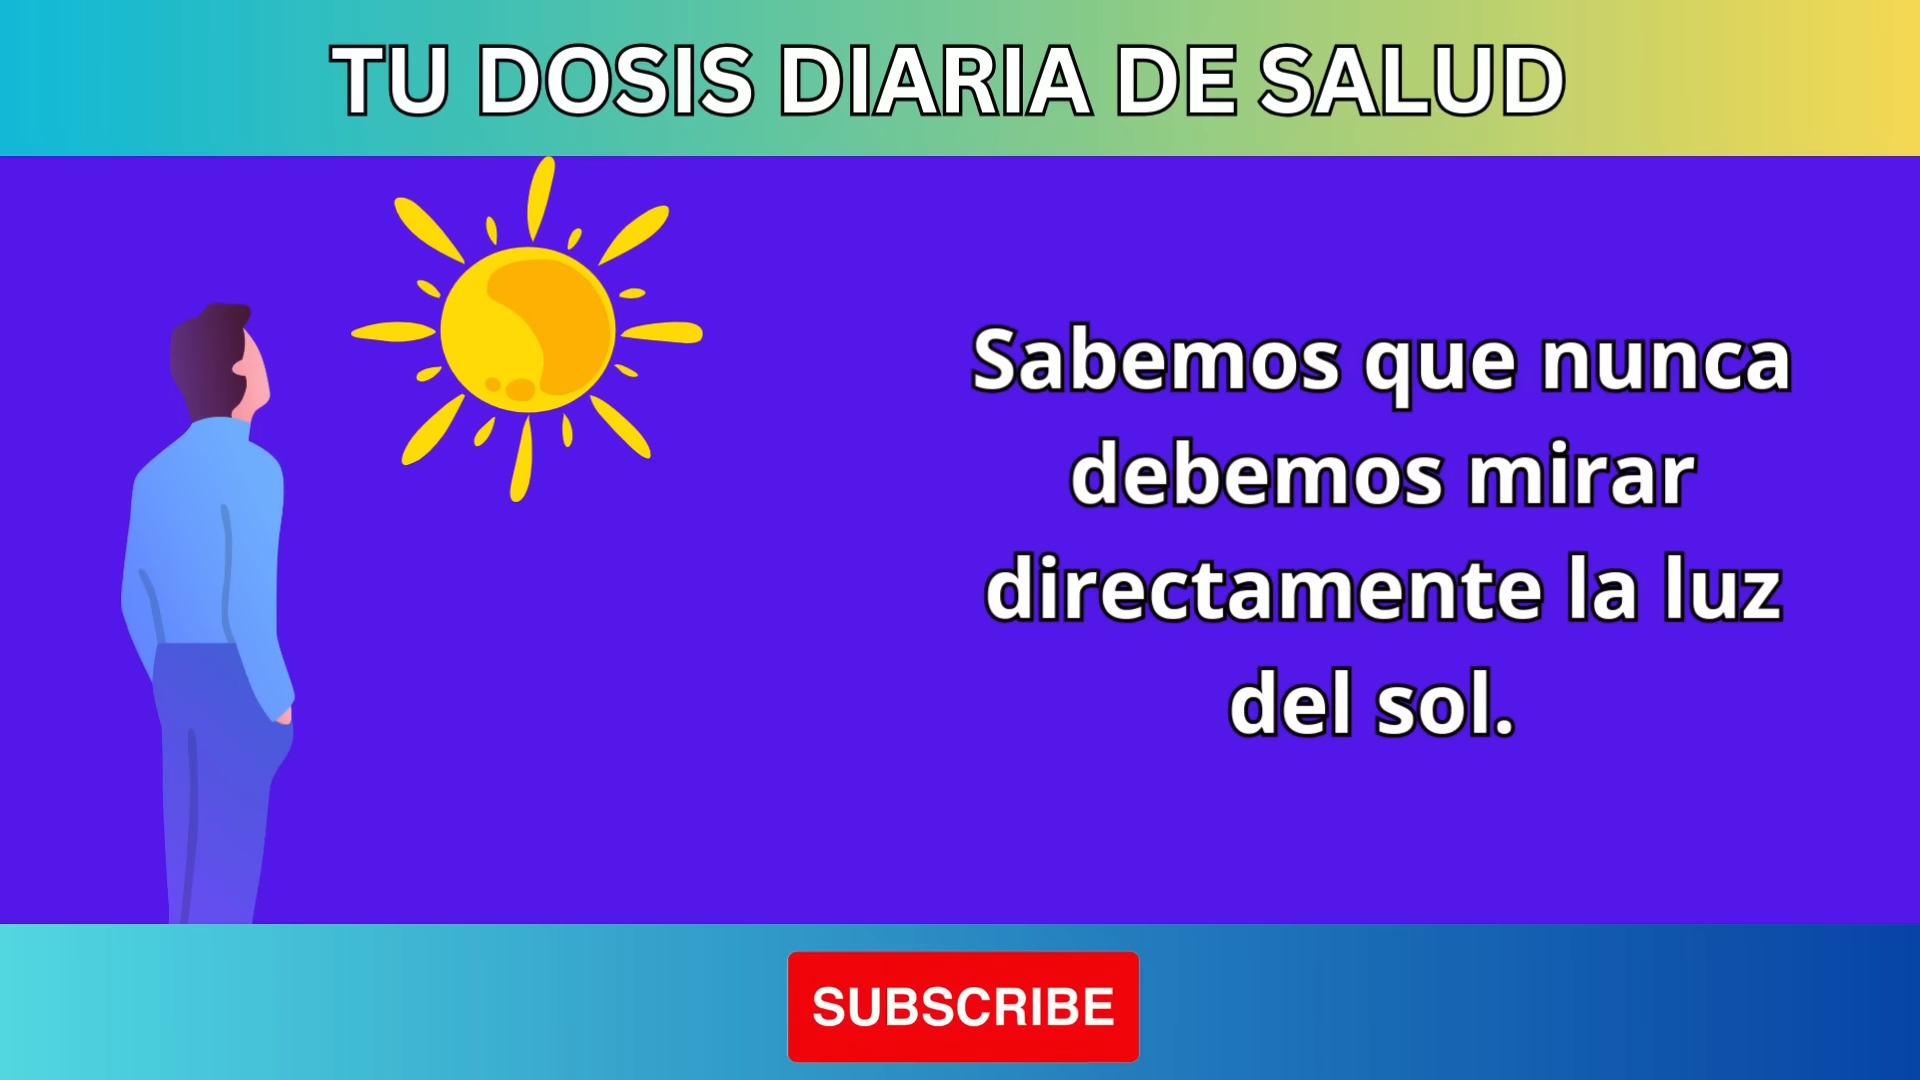 TU DOSIS DIARIA DE SALUD
Sabemos que nunca
debemos mirar
directamente la luz
del sol.
SUBSCRIBE